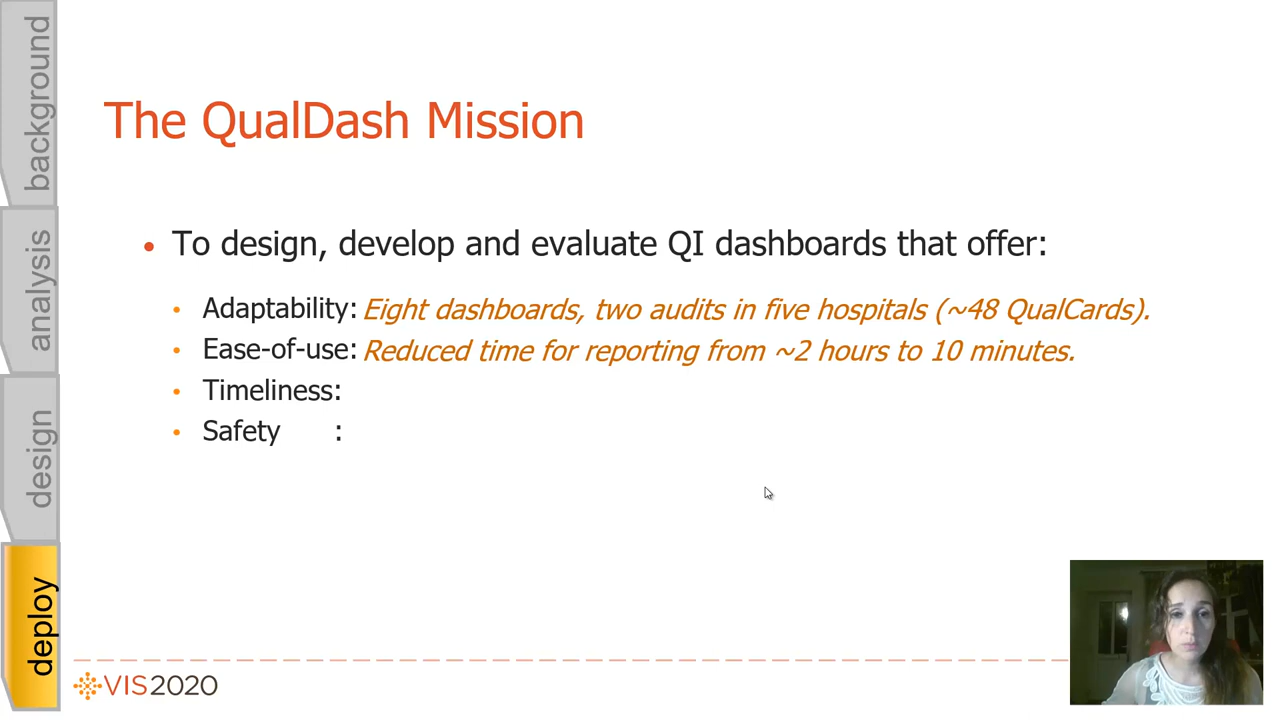 background
analysis
design
deploy
The QualDash Mission
• To design, develop and evaluate QI dashboards that offer:
• Adaptability: Eight dashboards, two audits in five hospitals (~48 QualCards).
• Ease-of-use: Reduced time for reporting from ~2 hours to 10 minutes.
• Timeliness:
• Safety :
VIS2020